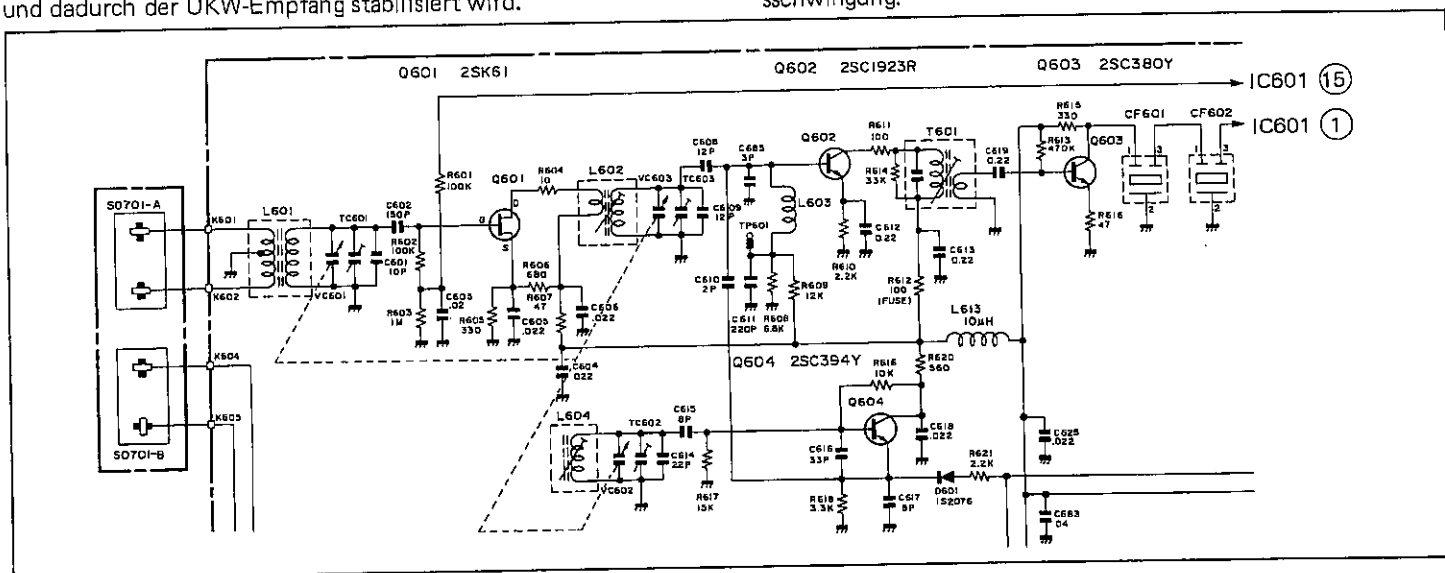 und dadurch der UKW-Empfang stabilisiert wird.
sschwingung.
Q601 2SK61
Q602 2SC1923R
Q603 2SC380Y
IC601 15
IC601 1
R615
330
CF601
CF602
R613
470K
Q603
1
3
2
1
3
2
R616
47
Q602
R611
100
T601
C619
0.22
R614
33K
C608
12P
C685
3P
L603
TP601
C612
0.22
R610
2.2K
C613
0.22
R612
100
(FUSE)
C610
2P
C611
220P
R608
6.8K
R609
12K
L613
10μH
R601
100K
Q601
D
G
S
R604
10
L602
VC603
TC603
C609
12P
S0701-A
K601
K602
L601
TC601
C602
150P
R602
100K
C601
10P
VC601
R603
1M
C603
.02
R605
330
R606
680
R607
47
C605
.022
C606
.022
C604
.022
K604
K605
S0701-B
Q604 2SC394Y
R616
10K
R620
560
Q604
L604
TC602
C615
8P
C614
22P
VC602
R617
15K
C616
33P
C618
.022
R618
3.3K
C617
8P
D601
1S2076
R621
2.2K
C625
.022
C683
.04